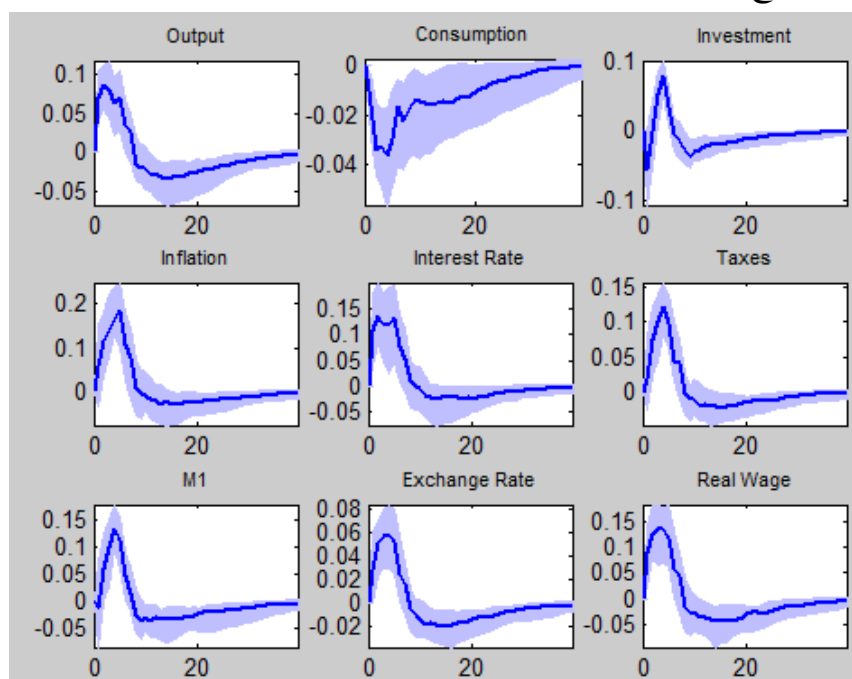 Output Consumption Investment
0.1 0 0.1
0.05 -0.02 0
0 -0.04 -0.1
-0.05
0 20 0 20 0 20
Inflation Interest Rate Taxes
0.2 0.15 0.15
0.1 0.1 0.1
0 0.05 0.05
0 0
-0.05
0 20 0 20 0 20
M1 Exchange Rate Real Wage
0.15 0.08 0.15
0.1 0.06 0.1
0.05 0.04 0.05
0 0.02 0
-0.05 0 -0.05
-0.02
0 20 0 20 0 20